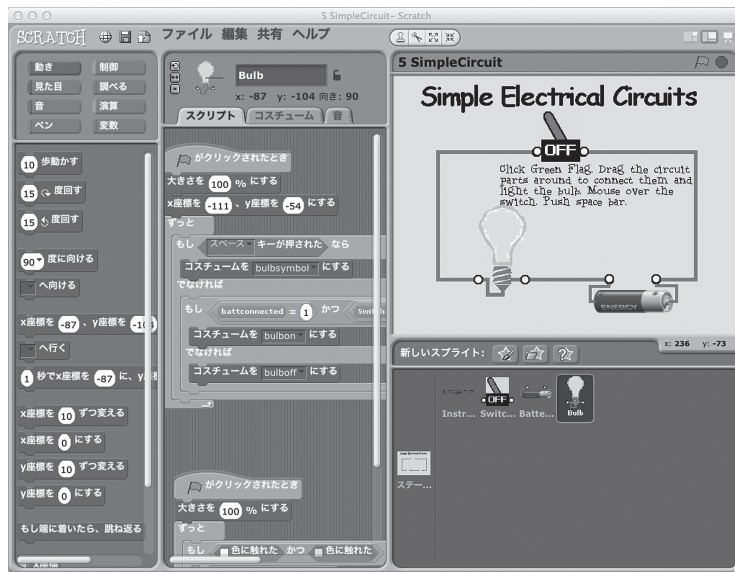 5 SimpleCircuit- Scratch
SCRATCH
ファイル 編集 共有 ヘルプ
動き 制御
見た目 調べる
音 演算
ペン 変数
10 歩動かす
15 度回す
15 度回す
90 度に向ける
へ向ける
x座標を -87 、y座標を -104
へ行く
1 秒でx座標を -87 に、y座
x座標を 10 ずつ変える
x座標を 0 にする
y座標を 10 ずつ変える
y座標を 0 にする
もし端に着いたら、跳ね返る
x 座標
Bulb
x: -87 y: -104 向き: 90
スクリプト コスチューム 音
がクリックされたとき
大きさを 100 % にする
x座標を -111 、y座標を -54 にする
ずっと
もし スペース キーが押された なら
コスチュームを bulbsymbol にする
でなければ
もし battconnected = 1 かつ Switch
コスチュームを bulbon にする
でなければ
コスチュームを bulboff にする
がクリックされたとき
大きさを 100 % にする
ずっと
もし 色に触れた かつ 色に触れた
5 SimpleCircuit
Simple Electrical Circuits
OFF
Click Green Flag. Drag the circuit
parts around to connect them and
light the bulb. Mouse over the
switch. Push space bar.
ENERGY
x: 236 y: -73
新しいスプライト:
OFF
Instr... Switc... Batte... Bulb
ステー...